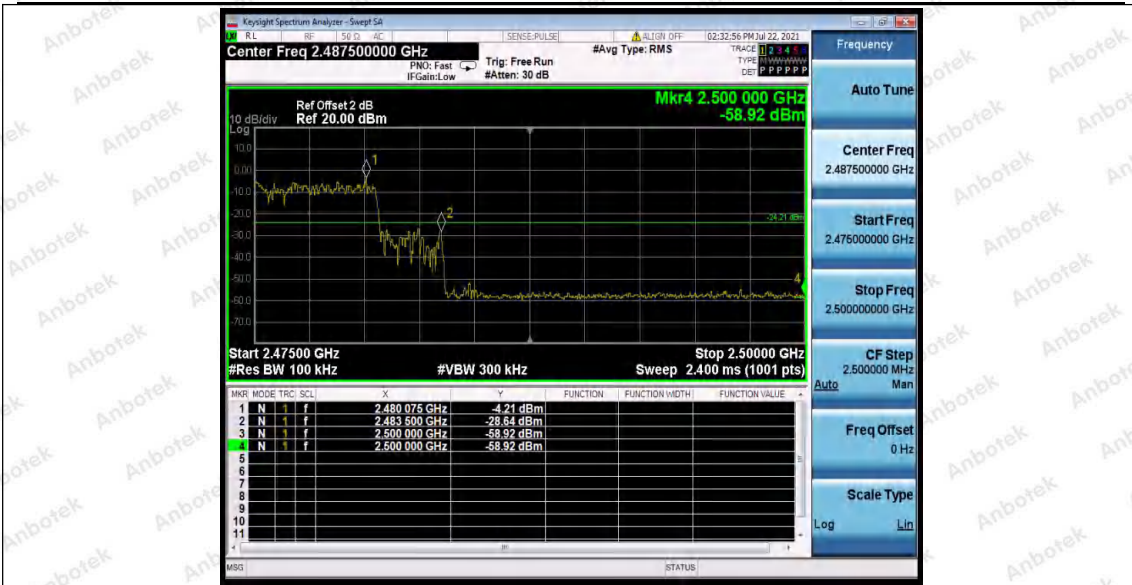 Keysight Spectrum Analyzer - Swept SA
RL RF 50 Ω AC SENSE:PULSE ALIGN OFF 02:32:56 PM Jul 22, 2021
Center Freq 2.487500000 GHz
PNO: Fast
IFGain:Low
Trig: Free Run
#Atten: 30 dB
#Avg Type: RMS
TRACE 1 2 3 4 5 6
TYPE MWWWWW
DET P P P P P P
Mkr4 2.500 000 GHz
-58.92 dBm
Ref Offset 2 dB
10 dB/div Ref 20.00 dBm
Log
10.0
0.00
-10.0
-20.0
-30.0
-40.0
-50.0
-60.0
-70.0
1
2
-24.21 dBm
4
Start 2.47500 GHz Stop 2.50000 GHz
#Res BW 100 kHz #VBW 300 kHz Sweep 2.400 ms (1001 pts)
MKR MODE TRC SCL X Y FUNCTION FUNCTION WIDTH FUNCTION VALUE
1 N 1 f 2.480 075 GHz -4.21 dBm
2 N 1 f 2.483 500 GHz -28.64 dBm
3 N 1 f 2.500 000 GHz -58.92 dBm
4 N 1 f 2.500 000 GHz -58.92 dBm
5
6
7
8
9
10
11
MSG STATUS
Frequency
Auto Tune
Center Freq
2.487500000 GHz
Start Freq
2.475000000 GHz
Stop Freq
2.500000000 GHz
CF Step
2.500000 MHz
Auto Man
Freq Offset
0 Hz
Scale Type
Log Lin
Anbotek